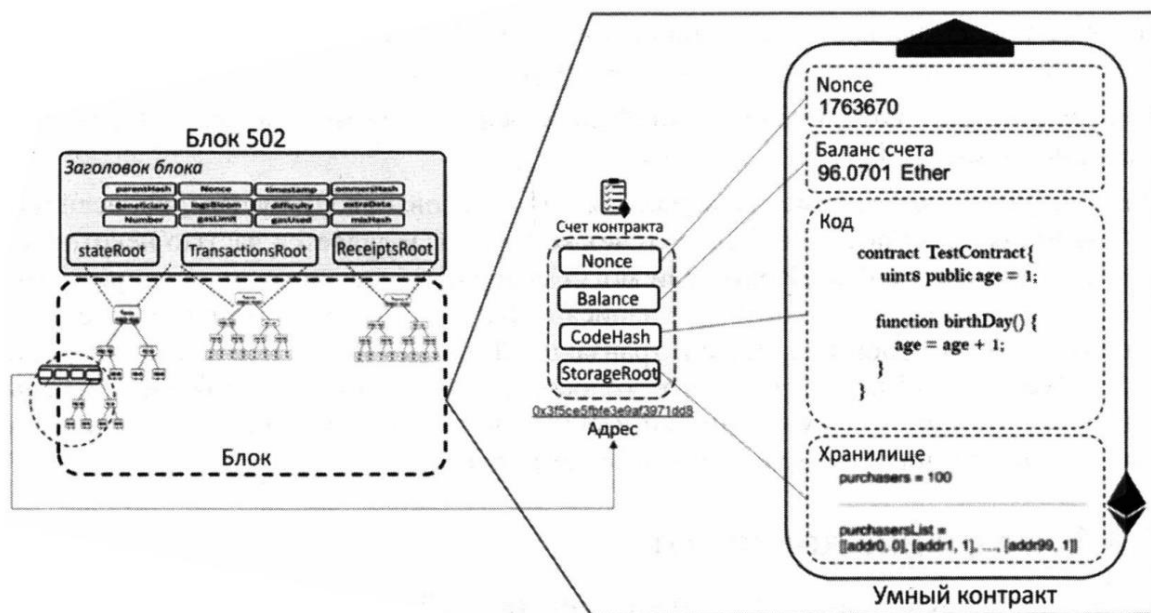 Блок 502
Заголовок блока
parentHash Nonce timestamp ommersHash
Beneficiary logsBloom difficulty extraData
Number gasLimit gasUsed mixHash
stateRoot TransactionsRoot ReceiptsRoot
Блок
Счет контракта
Nonce
Balance
CodeHash
StorageRoot
0x3f5ce5fbfe3e9af3971dd8
Адрес
Nonce
1763670
Баланс счета
96.0701 Ether
Код
contract TestContract{
uint8 public age = 1;
function birthDay() {
age = age + 1;
}
}
Хранилище
purchasers = 100
purchasersList =
[[addr0, 0], [addr1, 1], ...., [addr99, 1]]
Умный контракт